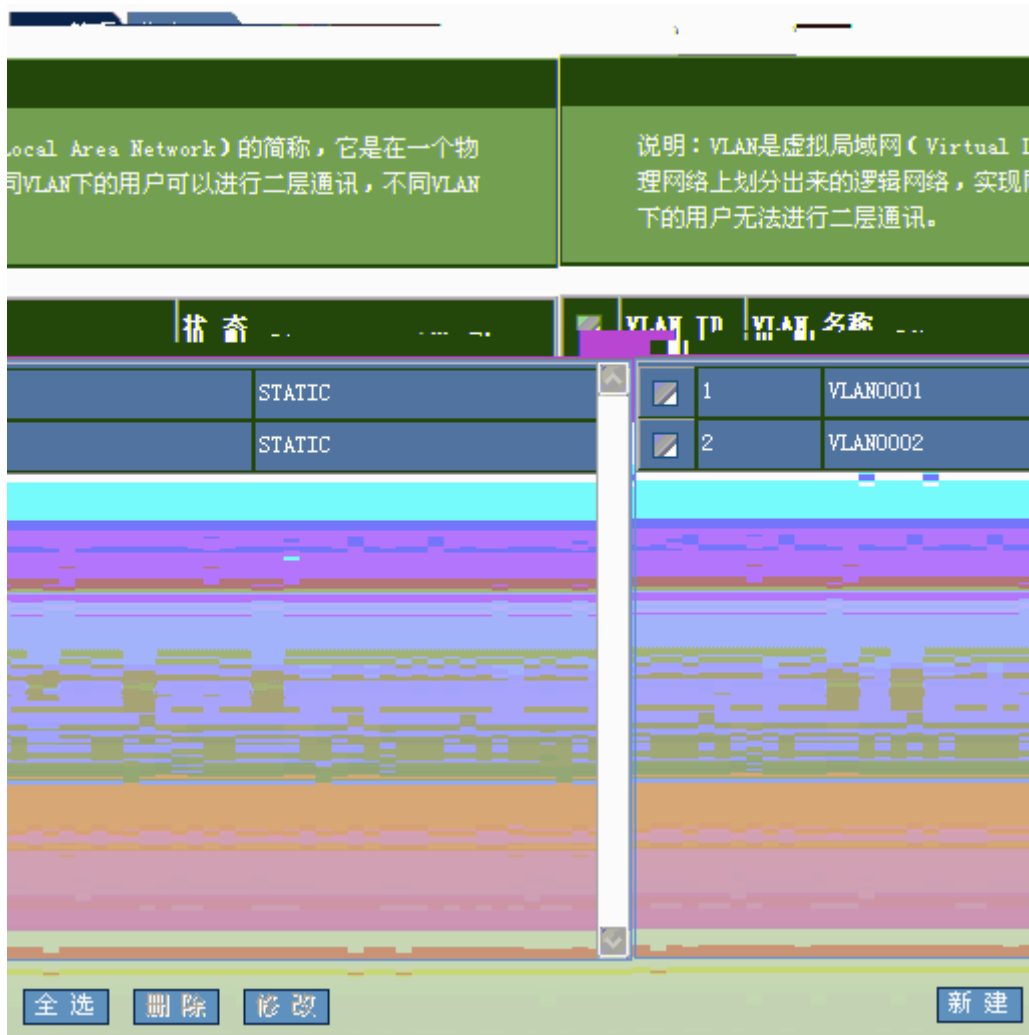 说明：VLAN是虚拟局域网（Virtual L
ocal Area Network）的简称，它是在一个物
理网络上划分出来的逻辑网络，实现同
同VLAN下的用户可以进行二层通讯，不同VLAN
下的用户无法进行二层通讯。
VLAN ID VLAN 名称 状 态
1 VLAN0001 STATIC
2 VLAN0002 STATIC
新 建 全 选 删 除 修 改